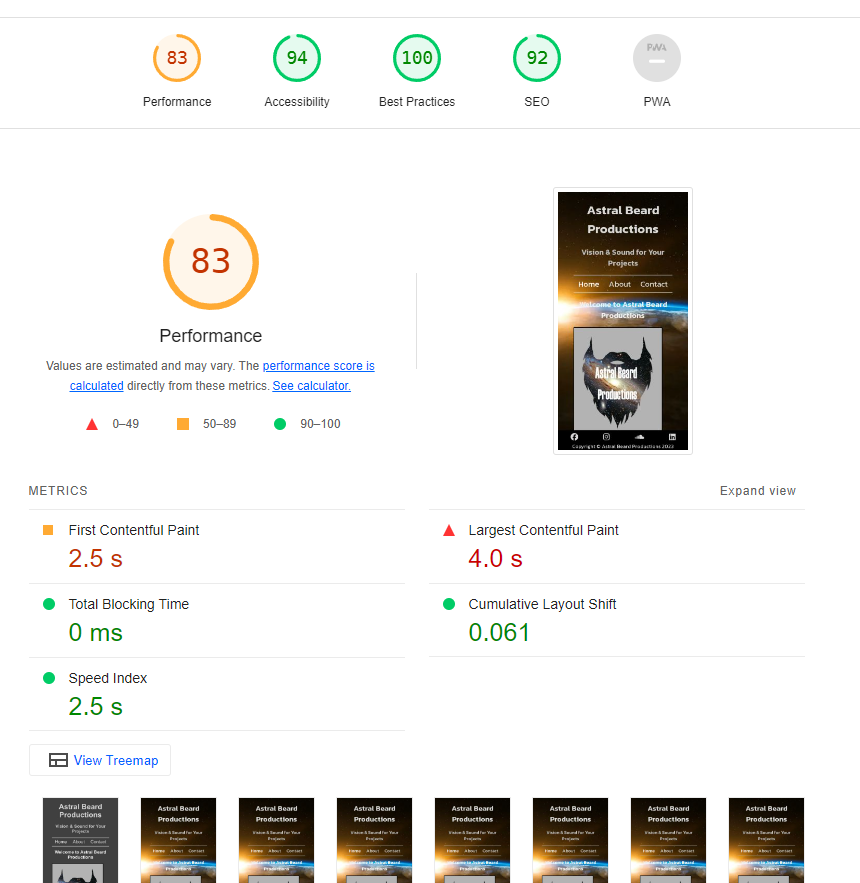 83
94
100
92
PWA
Performance
Accessibility
Best Practices
SEO
PWA
83
Performance
Values are estimated and may vary. The performance score is
calculated directly from these metrics. See calculator.
0–49
50–89
90–100
Astral Beard
Productions
Vision & Sound for Your
Projects
Home About Contact
Welcome to Astral Beard
Productions
Astral Beard
Productions
Copyright © Astral Beard Productions 2023
METRICS
Expand view
First Contentful Paint
2.5 s
Largest Contentful Paint
4.0 s
Total Blocking Time
0 ms
Cumulative Layout Shift
0.061
Speed Index
2.5 s
View Treemap
Astral Beard
Productions
Vision & Sound for Your
Projects
Home About Contact
Welcome to Astral Beard
Productions
Astral Beard
Productions
Vision & Sound for Your
Projects
Home About Contact
Welcome to Astral Beard
Productions
Astral Beard
Productions
Vision & Sound for Your
Projects
Home About Contact
Welcome to Astral Beard
Productions
Astral Beard
Productions
Vision & Sound for Your
Projects
Home About Contact
Welcome to Astral Beard
Productions
Astral Beard
Productions
Vision & Sound for Your
Projects
Home About Contact
Welcome to Astral Beard
Productions
Astral Beard
Productions
Vision & Sound for Your
Projects
Home About Contact
Welcome to Astral Beard
Productions
Astral Beard
Productions
Vision & Sound for Your
Projects
Home About Contact
Welcome to Astral Beard
Productions
Astral Beard
Productions
Vision & Sound for Your
Projects
Home About Contact
Welcome to Astral Beard
Productions